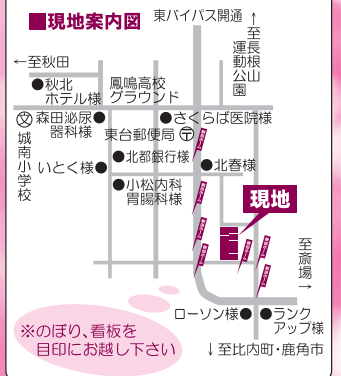 ■現地案内図
東バイパス開通
↑至長根山運動公園
←至秋田
●秋北
ホテル様
鳳鳴高校
グラウンド
文 城南小学校
森田泌尿●
器科様
●さくらば医院様
東台郵便局〒
●北都銀行様
●北春様
いとく様●
●小松内科
胃腸科様
現地
至斎場→
ローソン様●
●ランク
アップ様
※のぼり、看板を
目印にお越し下さい
↓至比内町・鹿角市